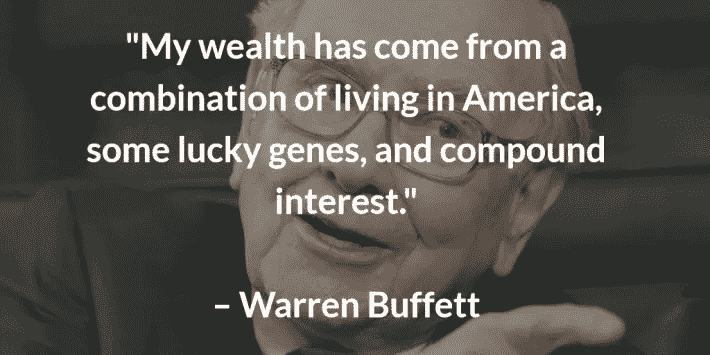 "My wealth has come from a
combination of living in America,
some lucky genes, and compound
interest."
– Warren Buffett